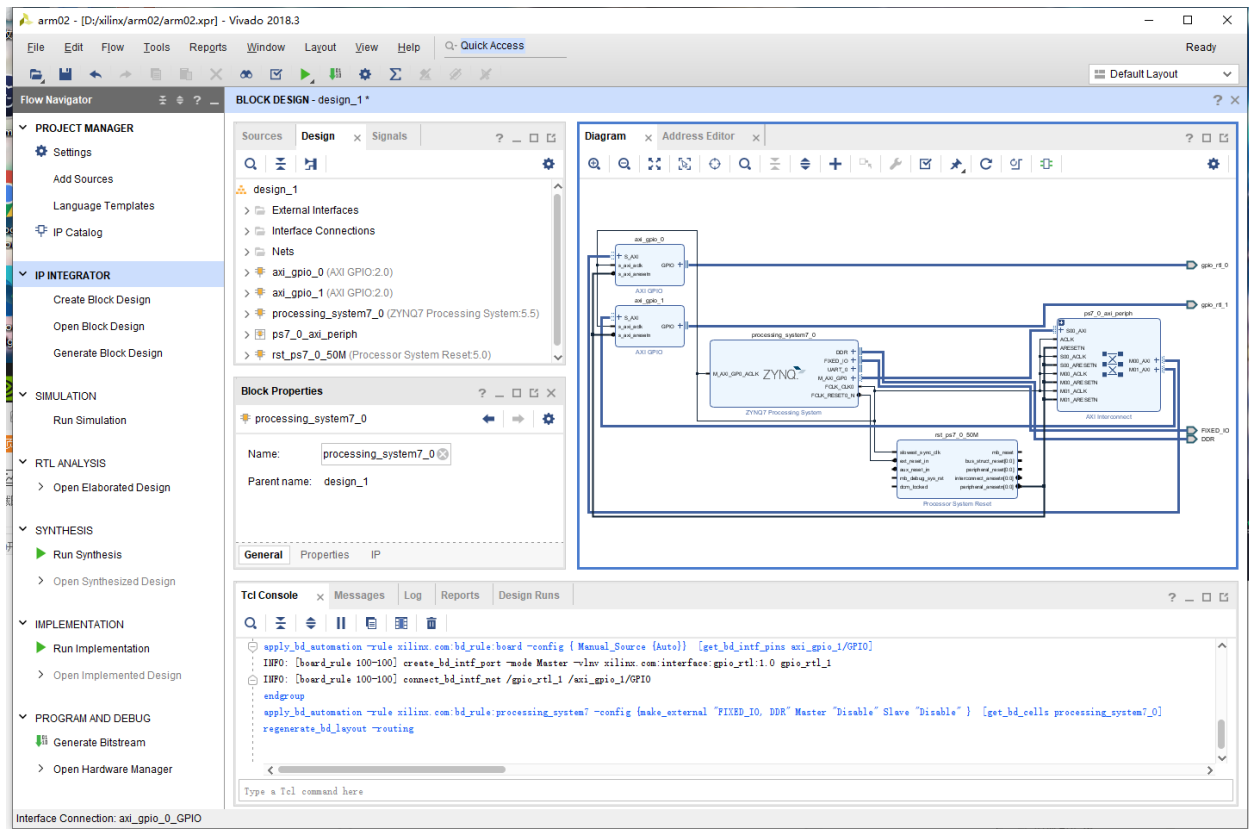 arm02 - [D:/xilinx/arm02/arm02.xpr] - Vivado 2018.3
File Edit Flow Tools Reports Window Layout View Help Quick Access Ready
Default Layout
Flow Navigator
PROJECT MANAGER
Settings
Add Sources
Language Templates
IP Catalog
IP INTEGRATOR
Create Block Design
Open Block Design
Generate Block Design
SIMULATION
Run Simulation
RTL ANALYSIS
Open Elaborated Design
SYNTHESIS
Run Synthesis
Open Synthesized Design
IMPLEMENTATION
Run Implementation
Open Implemented Design
PROGRAM AND DEBUG
Generate Bitstream
Open Hardware Manager
BLOCK DESIGN - design_1 *
Sources Design Signals
design_1
External Interfaces
Interface Connections
Nets
axi_gpio_0 (AXI GPIO:2.0)
axi_gpio_1 (AXI GPIO:2.0)
processing_system7_0 (ZYNQ7 Processing System:5.5)
ps7_0_axi_periph
rst_ps7_0_50M (Processor System Reset:5.0)
Block Properties
processing_system7_0
Name: processing_system7_0
Parent name: design_1
General Properties IP
Diagram Address Editor
axi_gpio_0
S_AXI
s_axi_aclk GPIO
s_axi_aresetn
AXI GPIO
axi_gpio_1
S_AXI
s_axi_aclk GPIO
s_axi_aresetn
AXI GPIO
processing_system7_0
DDR
FIXED_IO
UART_0
M_AXI_GP0_ACLK ZYNQ M_AXI_GP0
FCLK_CLK0
FCLK_RESET0_N
ZYNQ7 Processing System
gpio_rtl_0
gpio_rtl_1
ps7_0_axi_periph
S00_AXI
ACLK
ARESETN
S00_ACLK
S00_ARESETN M00_AXI
M00_ACLK M01_AXI
M00_ARESETN
M01_ACLK
M01_ARESETN
AXI Interconnect
FIXED_IO
DDR
rst_ps7_0_50M
slowest_sync_clk mb_reset
ext_reset_in bus_struct_reset[0:0]
aux_reset_in peripheral_reset[0:0]
mb_debug_sys_rst interconnect_aresetn[0:0]
dcm_locked peripheral_aresetn[0:0]
Processor System Reset
Tcl Console Messages Log Reports Design Runs
apply_bd_automation -rule xilinx.com:bd_rule:board -config { Manual_Source {Auto}} [get_bd_intf_pins axi_gpio_1/GPIO]
INFO: [board_rule 100-100] create_bd_intf_port -mode Master -vlnv xilinx.com:interface:gpio_rtl:1.0 gpio_rtl_1
INFO: [board_rule 100-100] connect_bd_intf_net /gpio_rtl_1 /axi_gpio_1/GPIO
endgroup
apply_bd_automation -rule xilinx.com:bd_rule:processing_system7 -config {make_external "FIXED_IO, DDR" Master "Disable" Slave "Disable" } [get_bd_cells processing_system7_0]
regenerate_bd_layout -routing
Type a Tcl command here
Interface Connection: axi_gpio_0_GPIO